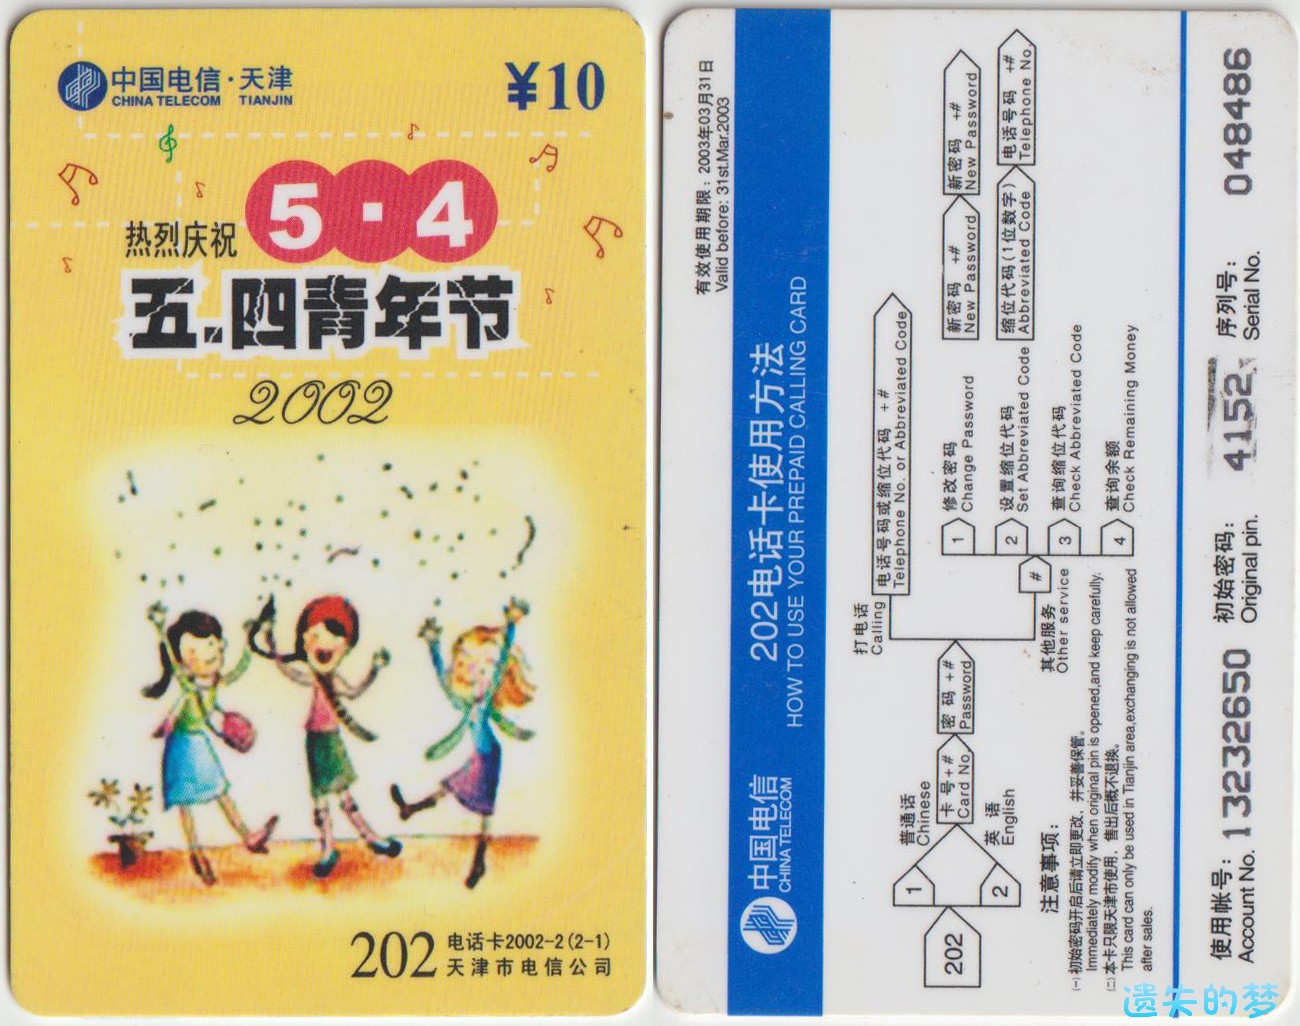 中国电信·天津
CHINA TELECOM TIANJIN
¥10
5·4
热烈庆祝
五.四青年节
2002
202 电话卡2002-2(2-1)
天津市电信公司
有效使用期限：2003年03月31日
Valid before: 31st.Mar.2003
中国电信
CHINA TELECOM
202电话卡使用方法
HOW TO USE YOUR PREPAID CALLING CARD
202
1
普通话
Chinese
2
英语
English
卡号+#
Card No.
密码+#
Password
打电话
Calling
电话号码或缩位代码 +#
Telephone No. or Abbreviated Code
其他服务
Other service
#
1
修改密码
Change Password
新密码 +#
New Password
新密码 +#
New Password
2
设置缩位代码
Set Abbreviated Code
缩位代码(1位数字)
Abbreviated Code
电话号码 +#
Telephone No.
3
查询缩位代码
Check Abbreviated Code
4
查询余额
Check Remaining Money
注意事项：
㈠初始密码开启后请立即更改，并妥善保管。
Immediately modify when original pin is opened,and keep carefully.
㈡本卡只限天津市使用，售出后概不退换。
This card can only be used in Tianjin area,exchanging is not allowed
after sales.
使用帐号：13232650 初始密码：4152 序列号：048486
Account No. Original pin. Serial No.
遗失的梦